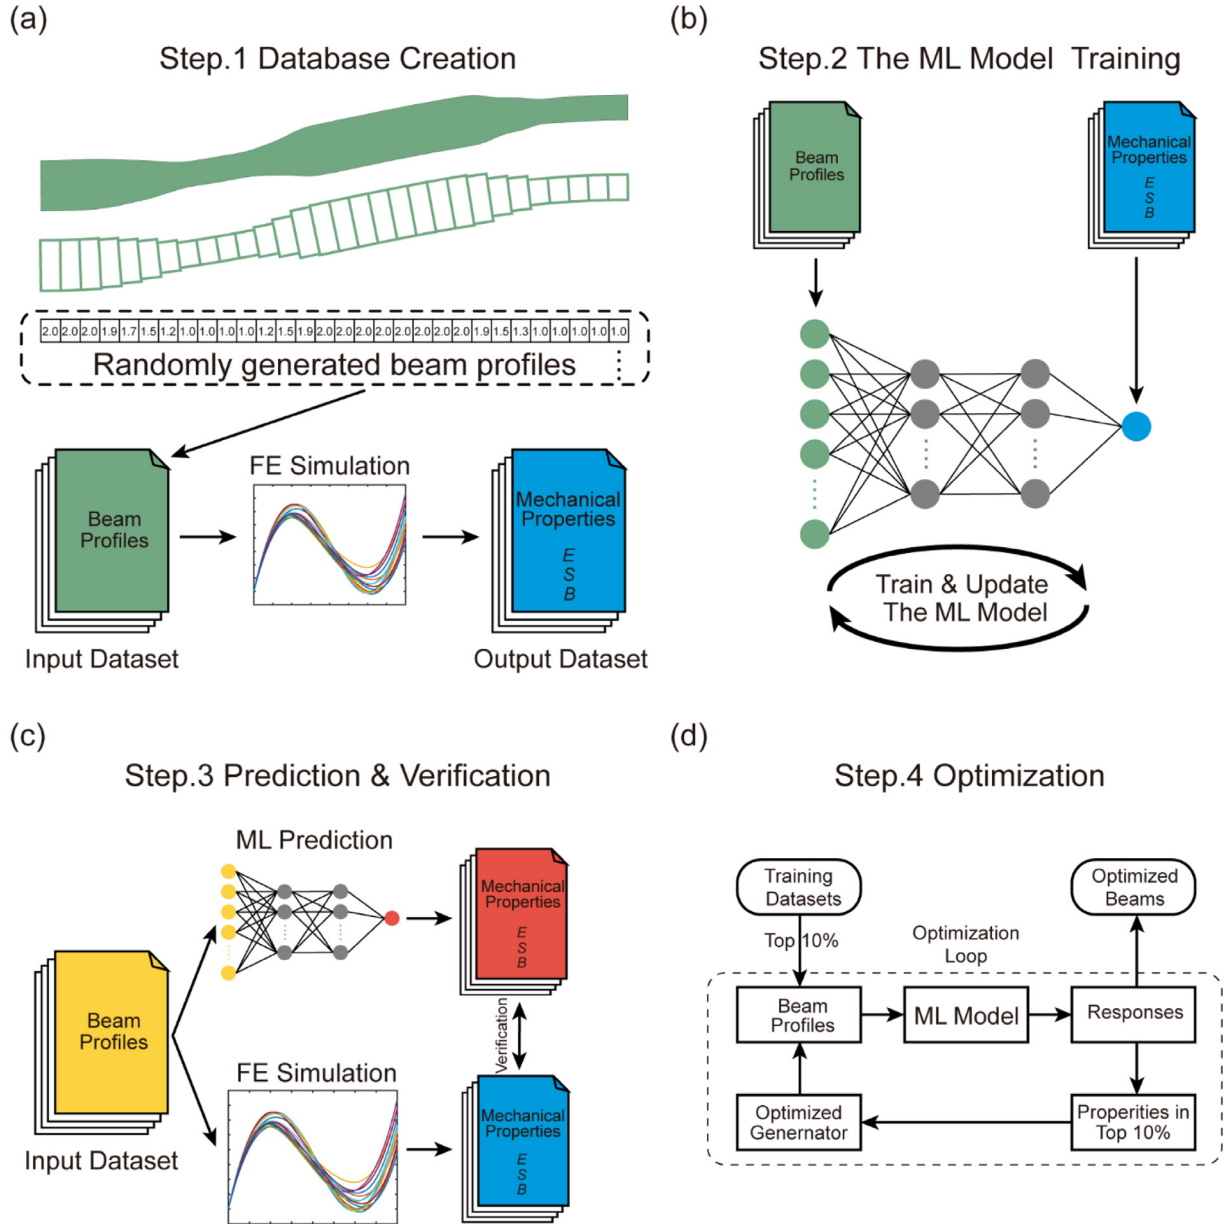 (a)
Step.1 Database Creation
2.0 2.0 2.0 1.9 1.7 1.5 1.2 1.0 1.0 1.0 1.0 1.2 1.5 1.9 2.0 2.0 2.0 2.0 2.0 2.0 2.0 2.0 1.9 1.5 1.3 1.0 1.0 1.0 1.0 1.0
Randomly generated beam profiles
Beam
Profiles
Input Dataset
FE Simulation
Mechanical
Properties
E
S
B
Output Dataset
(b)
Step.2 The ML Model Training
Beam
Profiles
Mechanical
Properties
E
S
B
Train & Update
The ML Model
(c)
Step.3 Prediction & Verification
ML Prediction
Beam
Profiles
Input Dataset
Mechanical
Properties
E
S
B
Verification
FE Simulation
Mechanical
Properties
E
S
B
(d)
Step.4 Optimization
Training
Datasets
Optimized
Beams
Top 10%
Optimization
Loop
Beam
Profiles
ML Model
Responses
Optimized
Genernator
Properities in
Top 10%